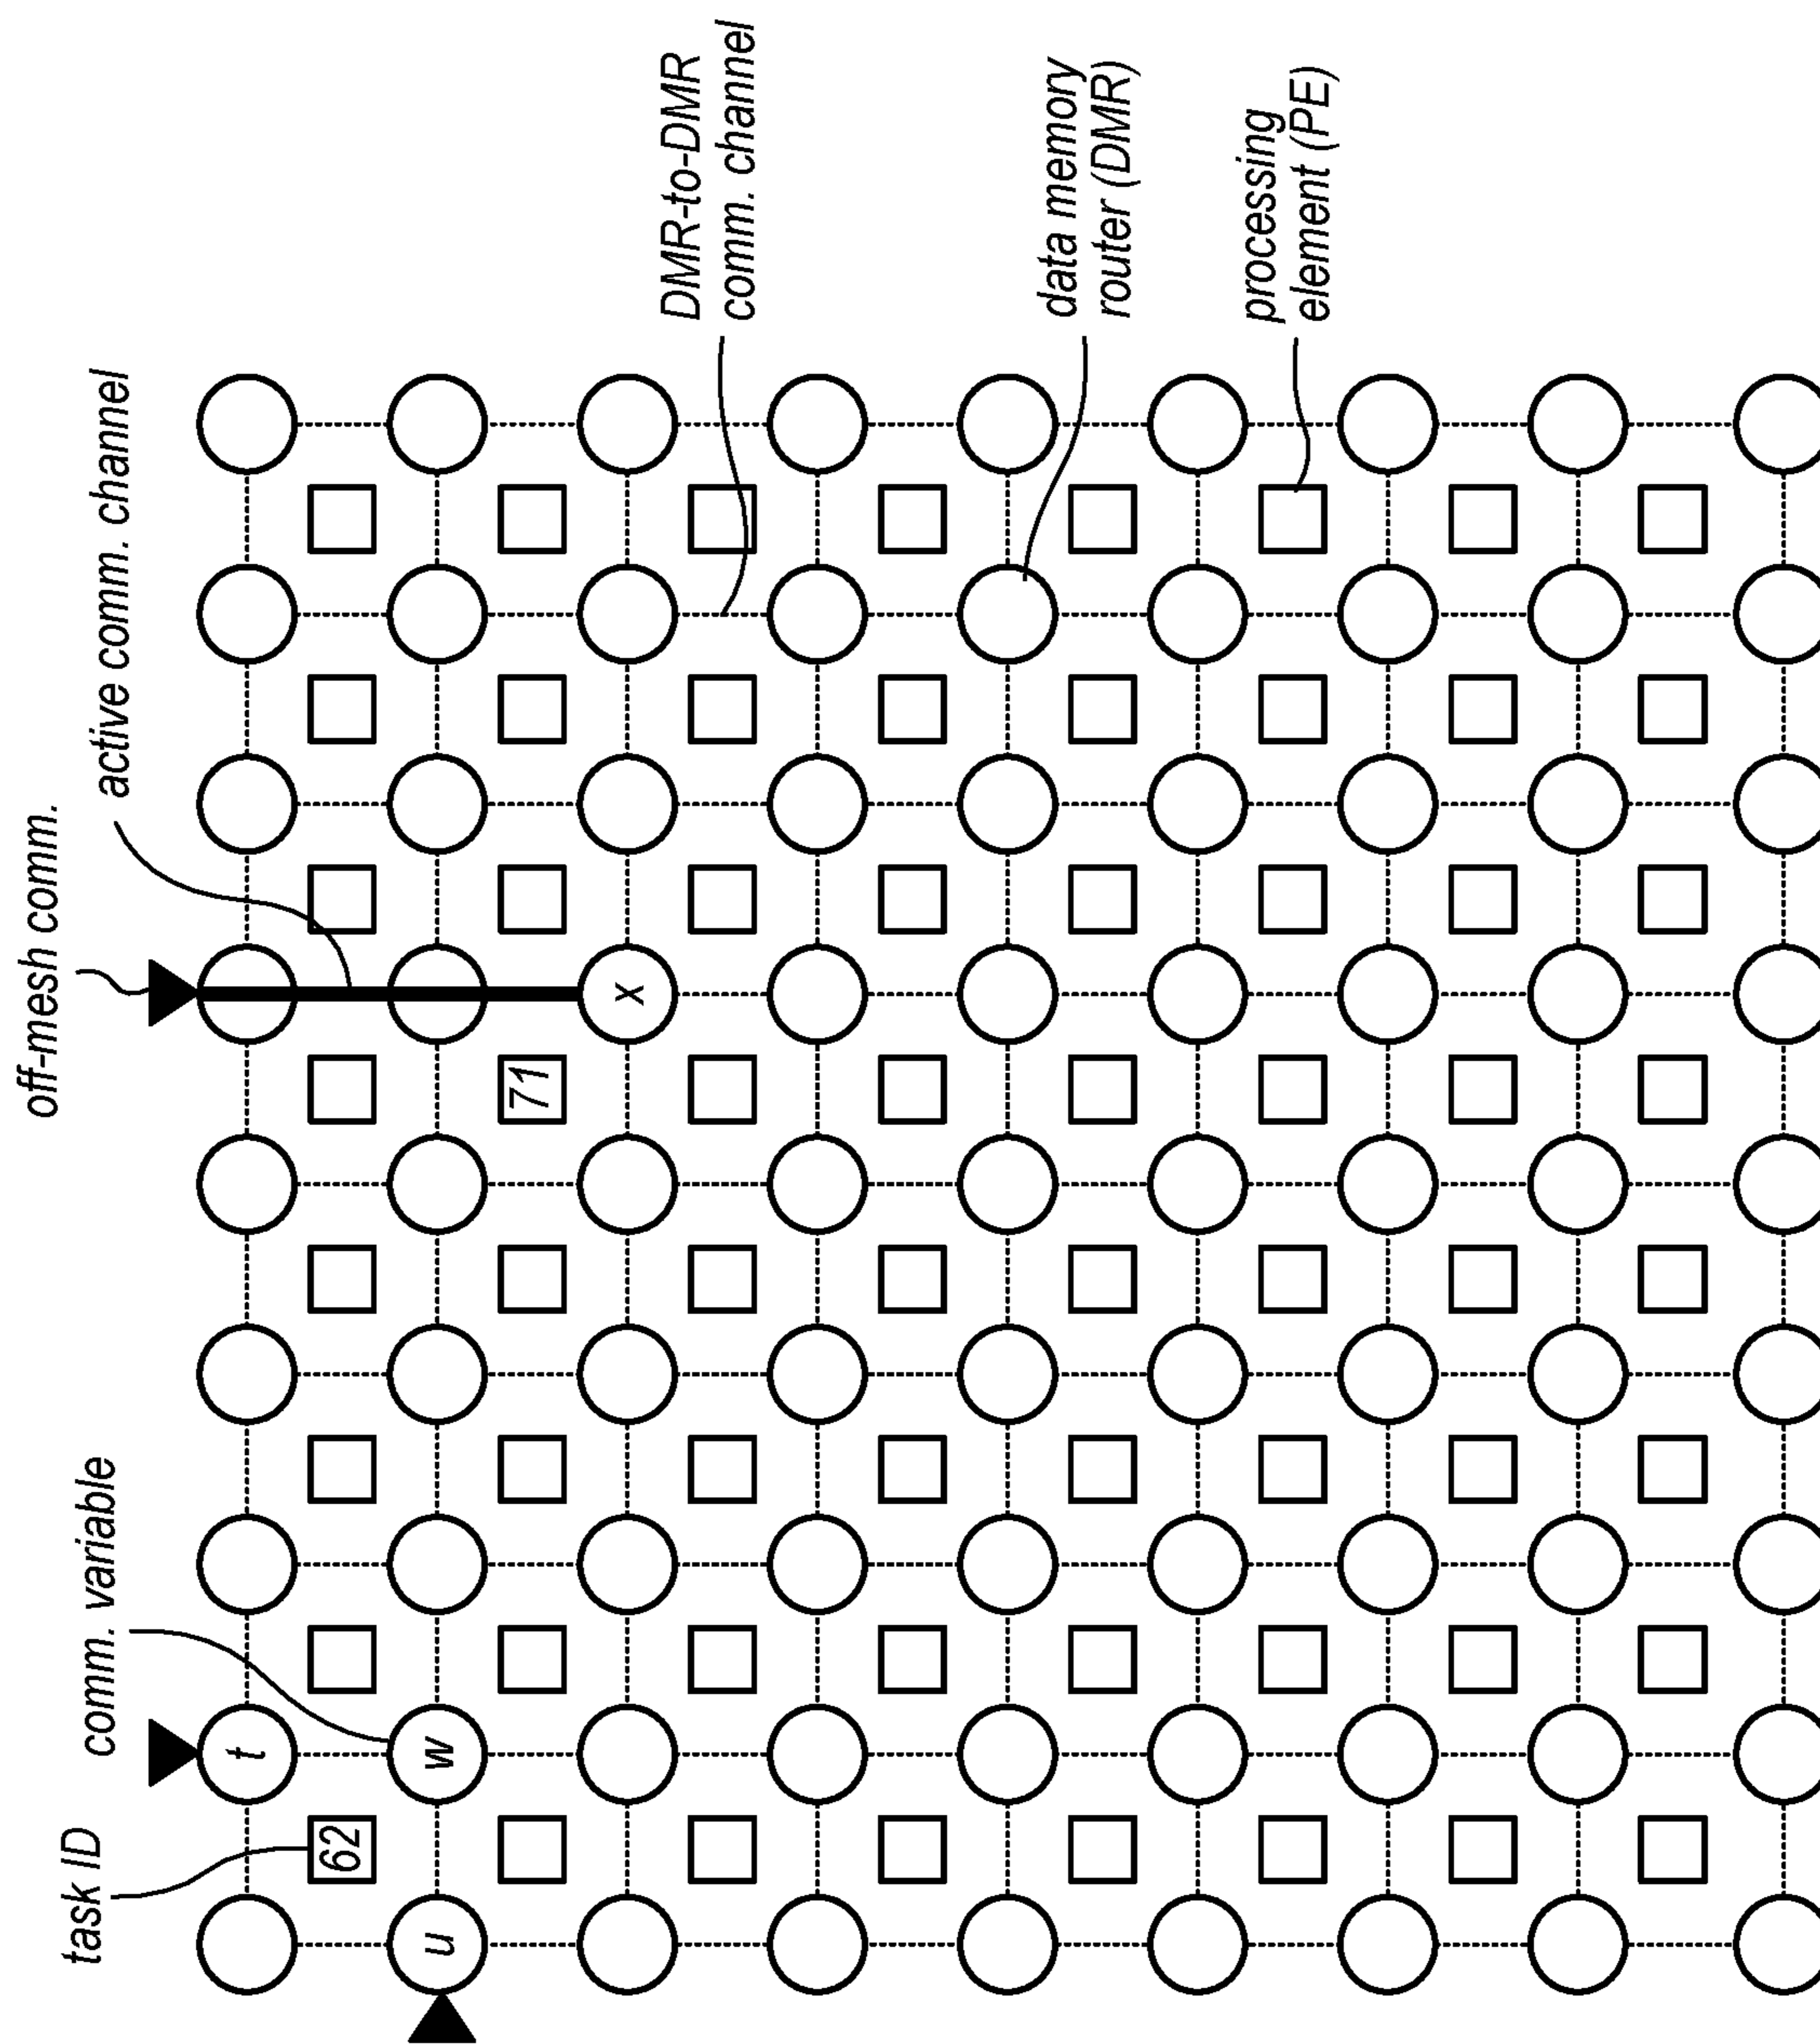 off-mesh comm.
task ID
comm. variable
active comm. channel
t
62
u
w
71
x
DMR-to-DMR
comm. channel
data memory
router (DMR)
processing
element (PE)